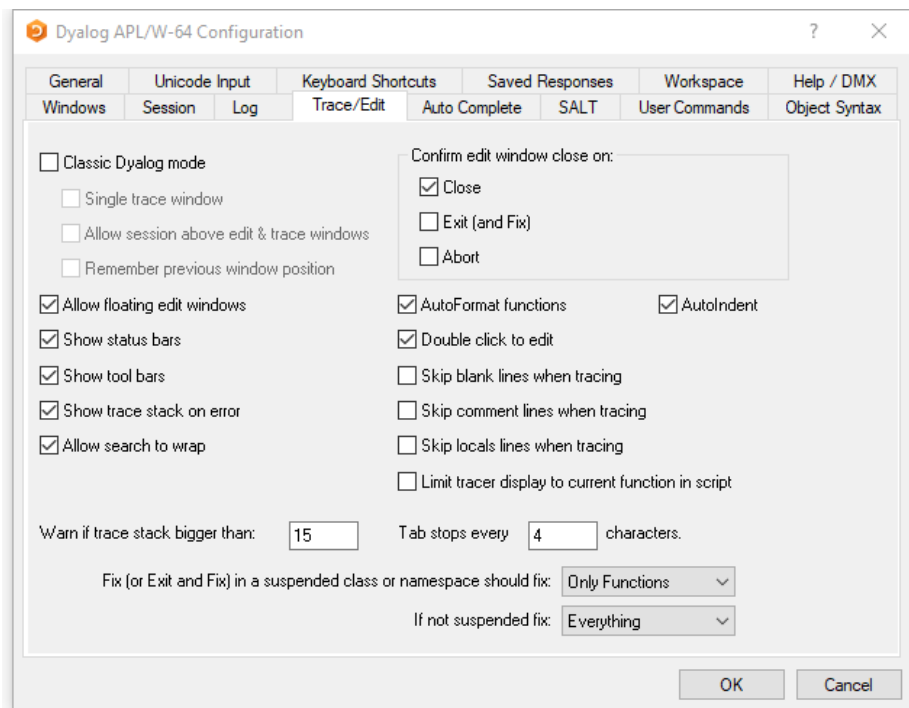 Dyalog APL/W-64 Configuration ?
General Unicode Input Keyboard Shortcuts Saved Responses Workspace Help / DMX
Windows Session Log Trace/Edit Auto Complete SALT User Commands Object Syntax
Classic Dyalog mode
Single trace window
Allow session above edit & trace windows
Remember previous window position
Confirm edit window close on:
Close
Exit (and Fix)
Abort
Allow floating edit windows
Show status bars
Show tool bars
Show trace stack on error
Allow search to wrap
AutoFormat functions AutoIndent
Double click to edit
Skip blank lines when tracing
Skip comment lines when tracing
Skip locals lines when tracing
Limit tracer display to current function in script
Warn if trace stack bigger than: 15 Tab stops every 4 characters.
Fix (or Exit and Fix) in a suspended class or namespace should fix: Only Functions
If not suspended fix: Everything
OK Cancel